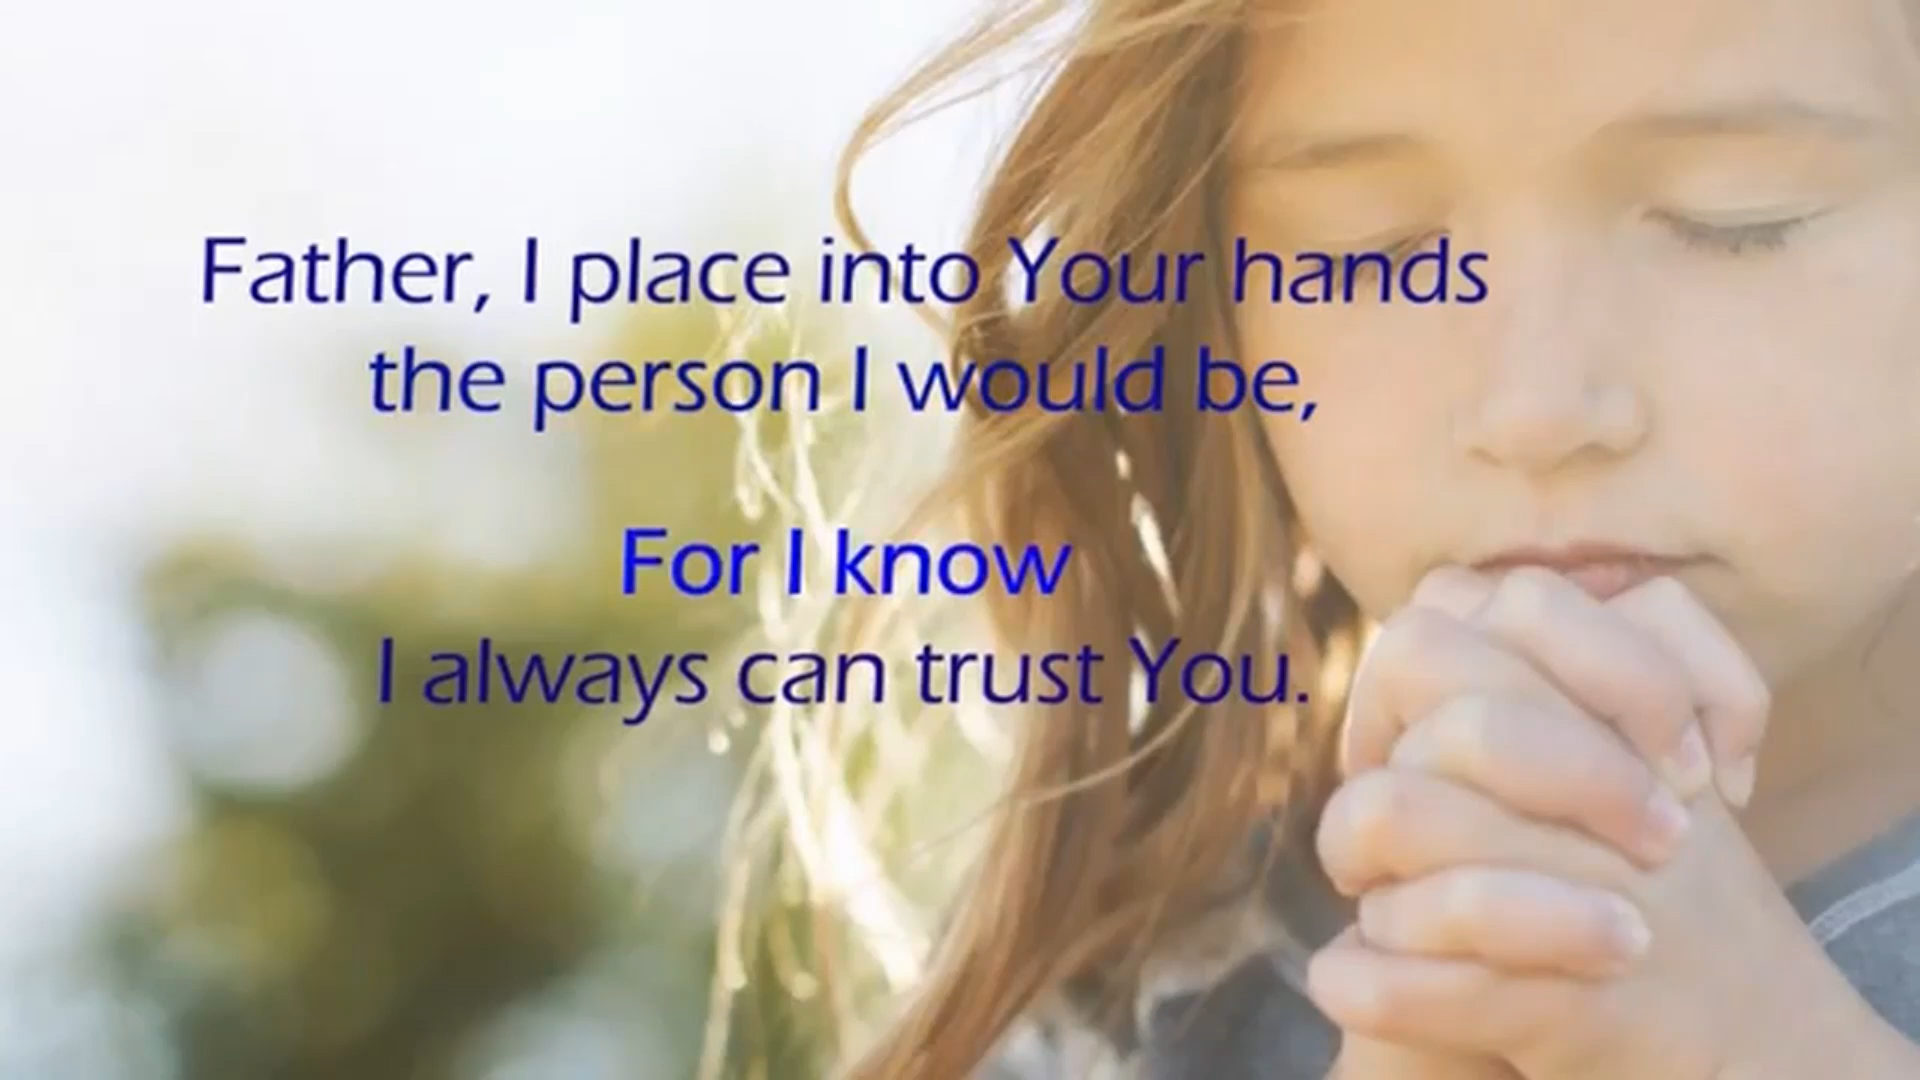 Father, I place into Your hands
the person I would be,
For I know
I always can trust You.